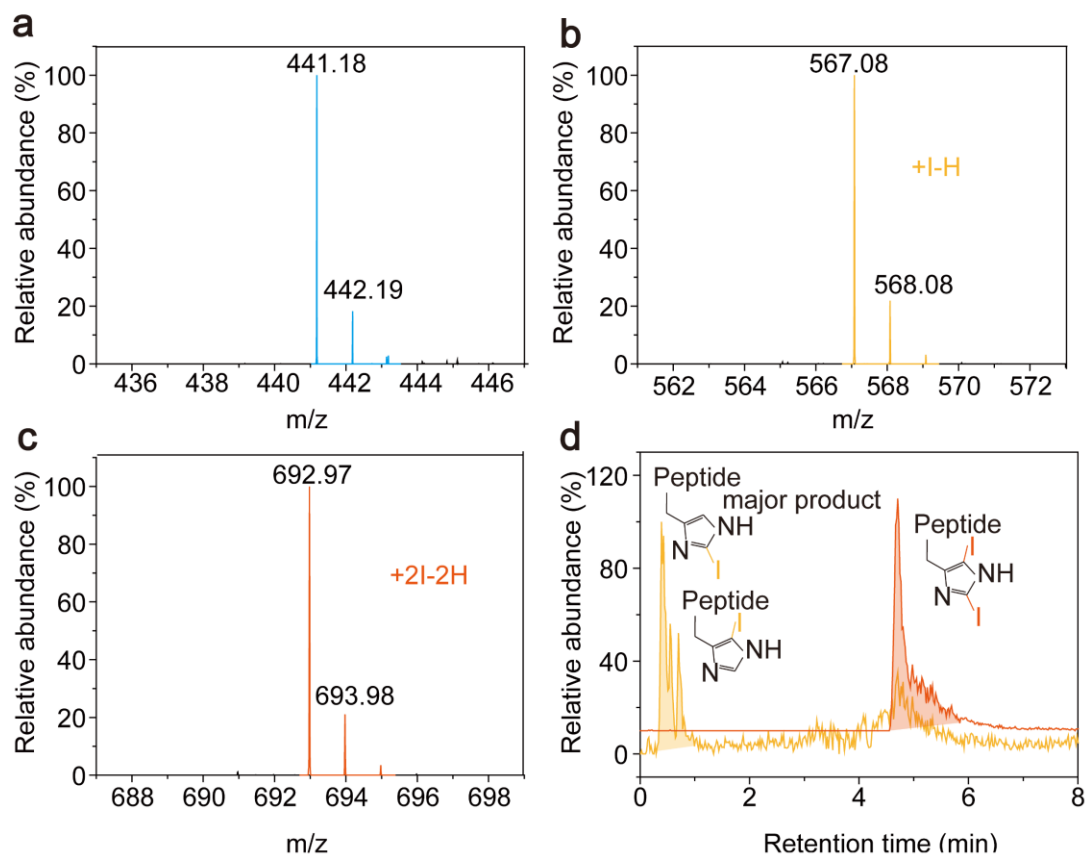 a
Relative abundance (%)
100
80
60
40
20
0
441.18
442.19
436
438
440
442
444
446
m/z
b
Relative abundance (%)
100
80
60
40
20
0
567.08
+I-H
568.08
562
564
566
568
570
572
m/z
c
Relative abundance (%)
100
80
60
40
20
0
692.97
+2I-2H
693.98
688
690
692
694
696
698
m/z
d
Relative abundance (%)
120
80
40
0
Peptide
major product
NH
N
I
Peptide
I
NH
N
Peptide
I
NH
N
I
0
2
4
6
8
Retention time (min)